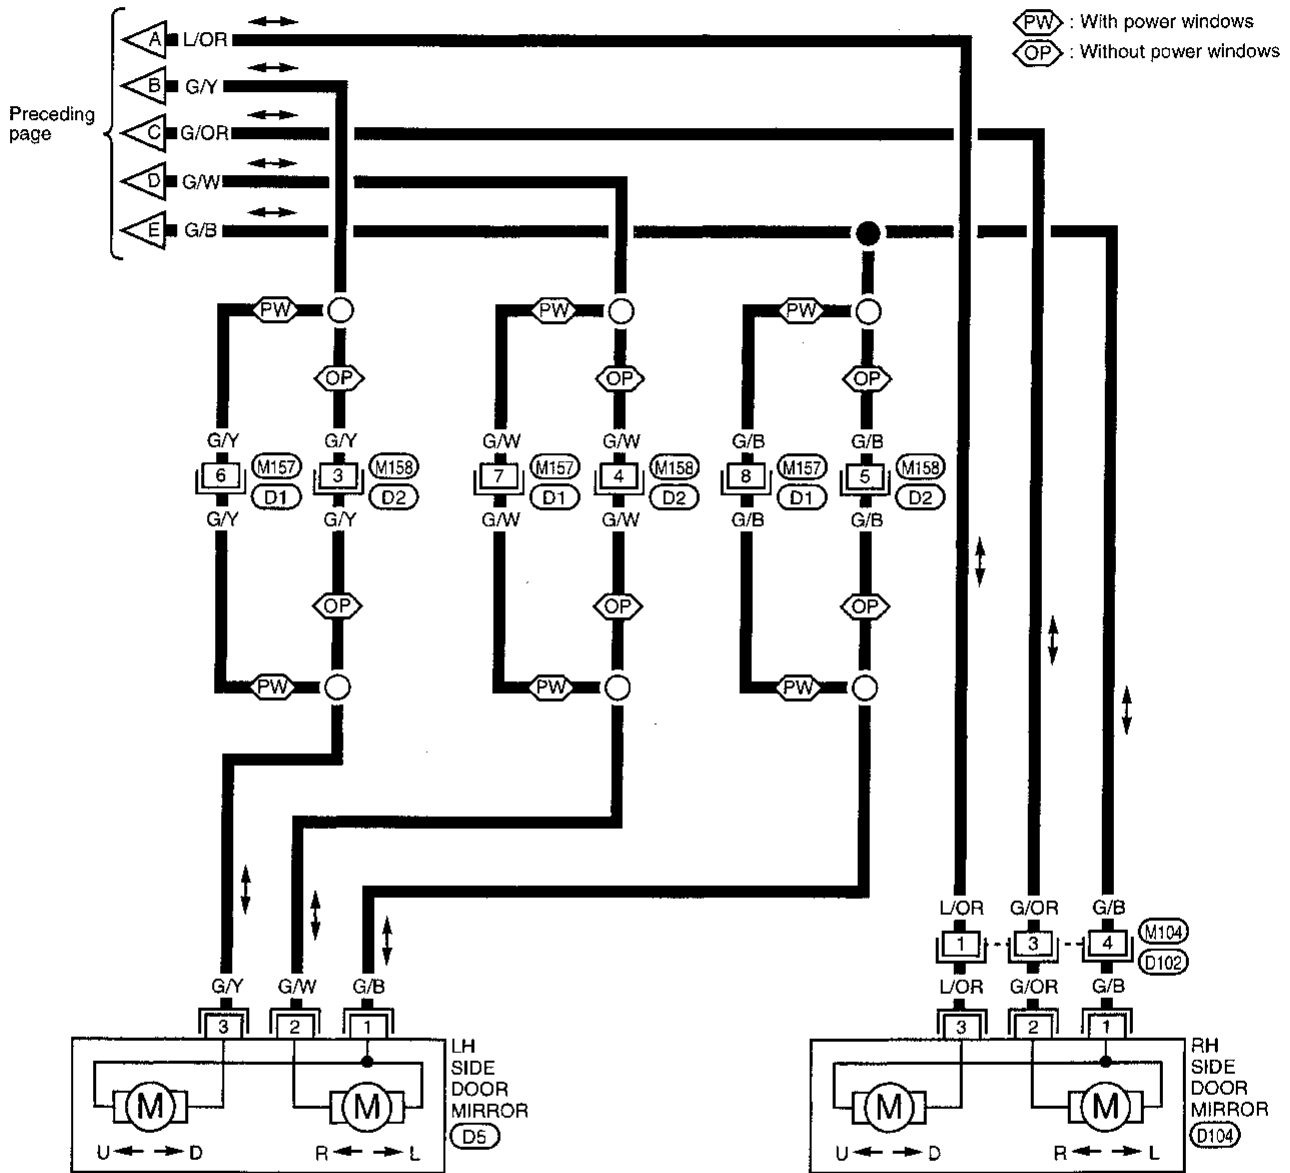 PW : With power windows
OP : Without power windows
Preceding
page
A L/OR
B G/Y
C G/OR
D G/W
E G/B
PW PW PW
OP OP OP
G/Y G/Y G/W G/W G/B G/B
6 M157 3 M158 7 M157 4 M158 8 M157 5 M158
D1 D2 D1 D2 D1 D2
G/Y G/Y G/W G/W G/B G/B
OP OP OP
PW PW PW
L/OR G/OR G/B
1 3 4 M104
D102
G/Y G/W G/B L/OR G/OR G/B
3 2 1 3 2 1
LH
SIDE
DOOR
MIRROR
D5
M M
U D R L
RH
SIDE
DOOR
MIRROR
D104
M M
U D R L